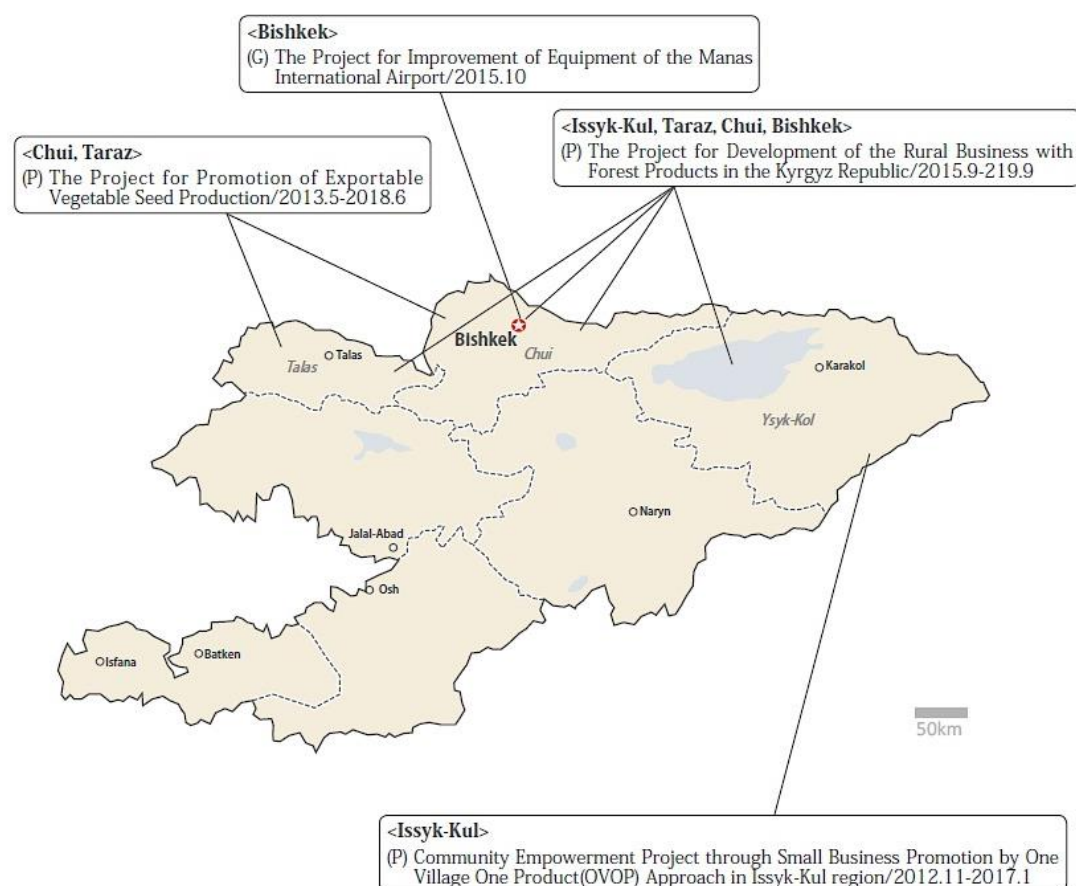 <Bishkek>
(G) The Project for Improvement of Equipment of the Manas
International Airport/2015.10
<Issyk-Kul, Taraz, Chui, Bishkek>
(P) The Project for Development of the Rural Business with
Forest Products in the Kyrgyz Republic/2015.9-219.9
<Chui, Taraz>
(P) The Project for Promotion of Exportable
Vegetable Seed Production/2013.5-2018.6
Bishkek
Chui
Talas
Talas
Karakol
Ysyk-Kol
Naryn
Jalal-Abad
Osh
Batken
Isfana
50km
<Issyk-Kul>
(P) Community Empowerment Project through Small Business Promotion by One
Village One Product(OVOP) Approach in Issyk-Kul region/2012.11-2017.1